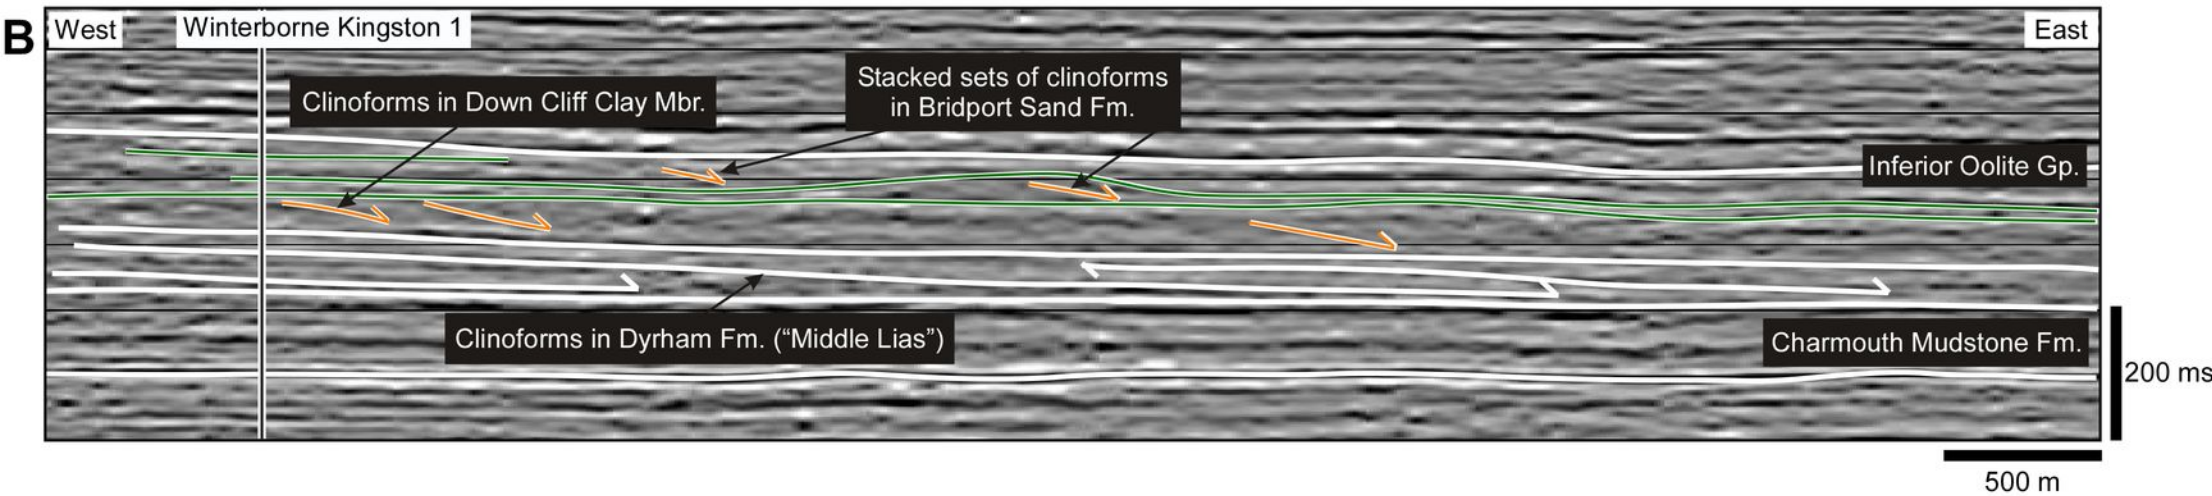 B
West
Winterborne Kingston 1
East
Clinoforms in Down Cliff Clay Mbr.
Stacked sets of clinoforms
in Bridport Sand Fm.
Inferior Oolite Gp.
Clinoforms in Dyrham Fm. (“Middle Lias”)
Charmouth Mudstone Fm.
200 ms
500 m